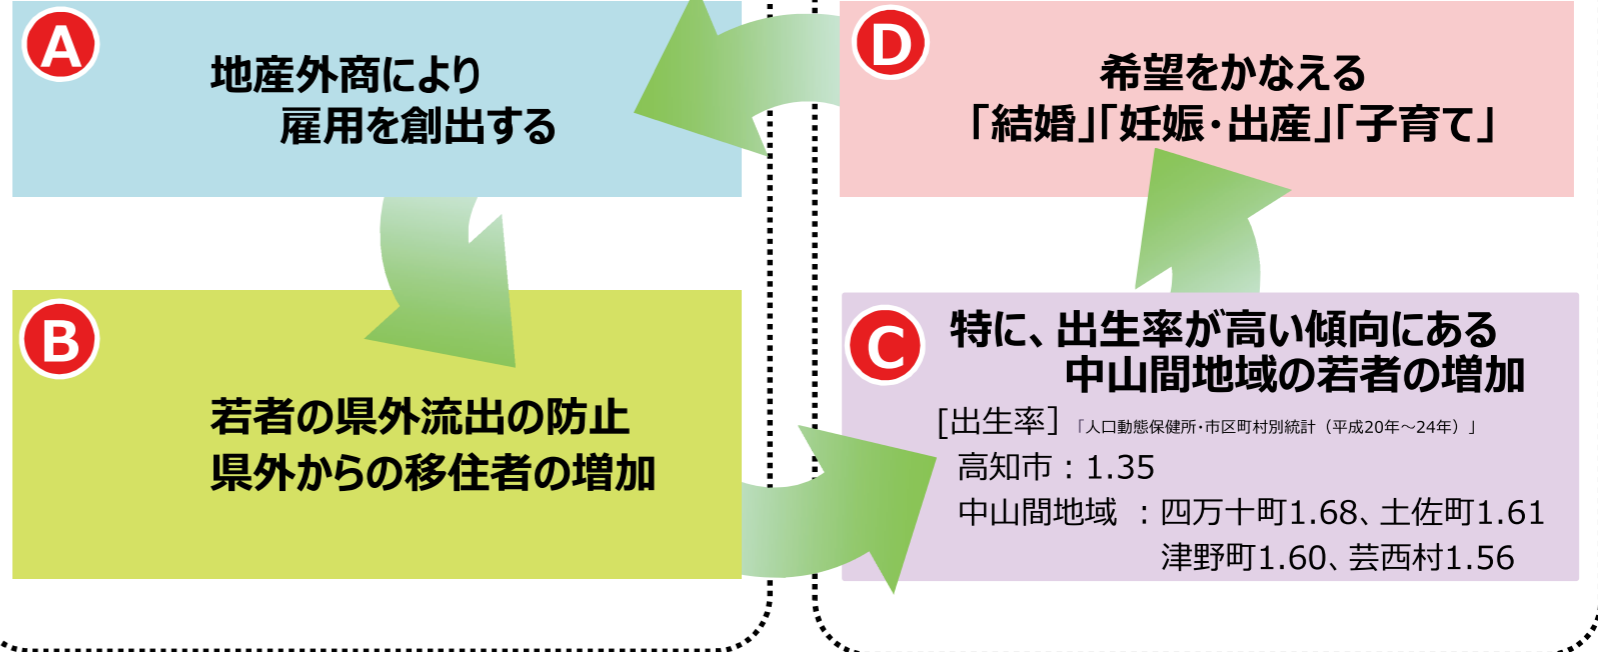 A
地産外商により
雇用を創出する
B
若者の県外流出の防止
県外からの移住者の増加
D
希望をかなえる
「結婚」「妊娠・出産」「子育て」
C
特に、出生率が高い傾向にある
中山間地域の若者の増加
[出生率］『人口動態保健所・市区町村別統計（平成20年～24年）』
高知市：1.35
中山間地域 ：四万十町1.68、土佐町1.61
津野町1.60、芸西村1.56